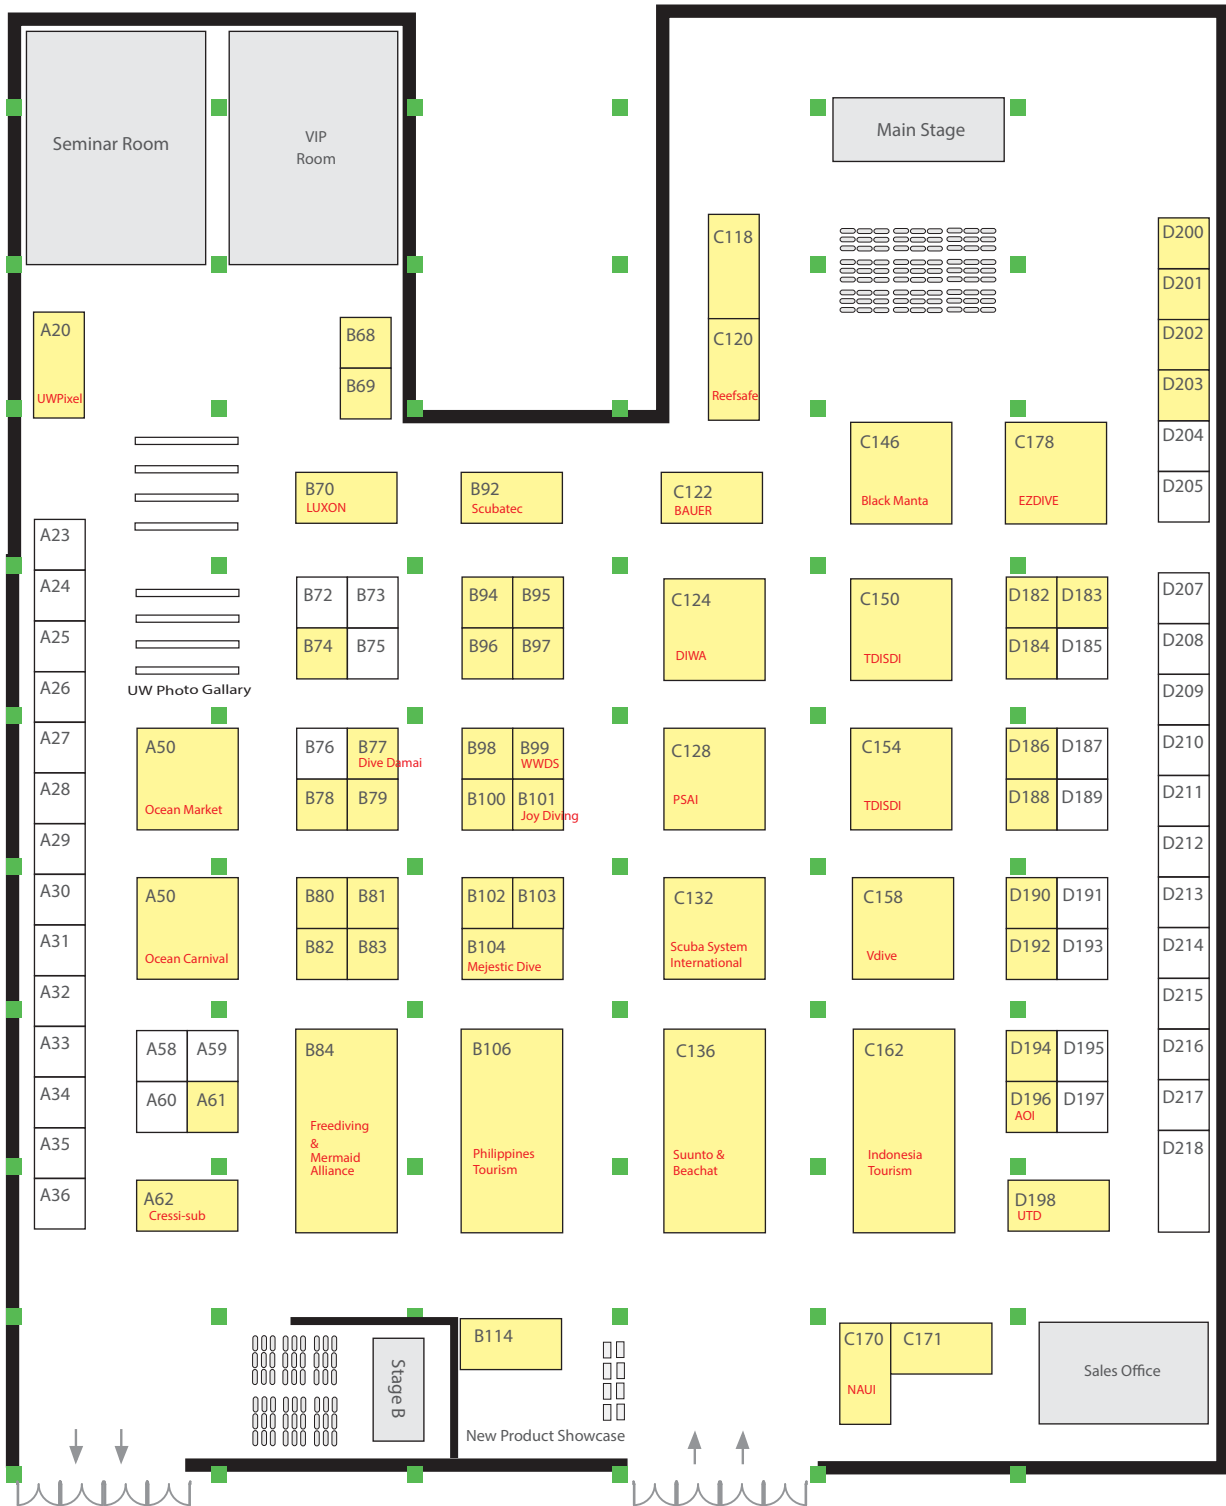 Seminar Room
VIP
Room
Main Stage
C118
D200
D201
A20
UWPixel
B68
B69
C120
Reefsafe
D202
D203
D204
D205
B70
LUXON
B92
Scubatec
C122
BAUER
C146
Black Manta
C178
EZDIVE
A23
A24
A25
A26
A27
A28
A29
A30
A31
A32
A33
A34
A35
A36
UW Photo Gallary
B72
B73
B74
B75
B94
B95
B96
B97
C124
DIWA
C150
TDISDI
D182
D183
D184
D185
D207
D208
D209
D210
D211
D212
D213
D214
D215
D216
D217
D218
A50
Ocean Market
B76
B77
Dive Damai
B78
B79
B98
B99
WWDS
B100
B101
Joy Diving
C128
PSAI
C154
TDISDI
D186
D187
D188
D189
A50
Ocean Carnival
B80
B81
B82
B83
B102
B103
B104
Mejestic Dive
C132
Scuba System
International
C158
Vdive
D190
D191
D192
D193
A58
A59
A60
A61
B84
Freediving
&
Mermaid
Alliance
B106
Philippines
Tourism
C136
Suunto &
Beachat
C162
Indonesia
Tourism
D194
D195
D196
AOI
D197
A62
Cressi-sub
D198
UTD
Stage B
B114
New Product Showcase
C170
NAUI
C171
Sales Office